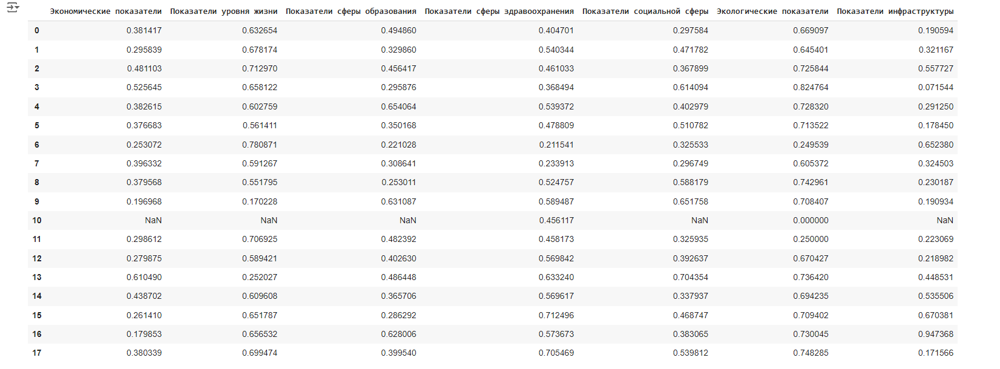 Экономические показатели Показатели уровня жизни Показатели сферы образования Показатели сферы здравоохранения Показатели социальной сферы Экологические показатели Показатели инфраструктуры
0 0.381417 0.632654 0.494860 0.404701 0.297584 0.669097 0.190594
1 0.295839 0.678174 0.329860 0.540344 0.471782 0.645401 0.321167
2 0.481103 0.712970 0.456417 0.461033 0.367899 0.725844 0.557727
3 0.525645 0.658122 0.295876 0.368494 0.614094 0.824764 0.071544
4 0.382615 0.602759 0.654064 0.539372 0.402979 0.728320 0.291250
5 0.376683 0.561411 0.350168 0.478809 0.510782 0.713522 0.178450
6 0.253072 0.780871 0.221028 0.211541 0.325533 0.249539 0.652380
7 0.396332 0.591267 0.308641 0.233913 0.296749 0.605372 0.324503
8 0.379568 0.551795 0.253011 0.524757 0.588179 0.742961 0.230187
9 0.196968 0.170228 0.631087 0.589487 0.651758 0.708407 0.190934
10 NaN NaN NaN 0.456117 NaN 0.000000 NaN
11 0.298612 0.706925 0.482392 0.458173 0.325935 0.250000 0.223069
12 0.279875 0.589421 0.402630 0.569842 0.392637 0.670427 0.218982
13 0.610490 0.252027 0.486448 0.633240 0.704354 0.736420 0.448531
14 0.438702 0.609608 0.365706 0.569617 0.337937 0.694235 0.535506
15 0.261410 0.651787 0.286292 0.712496 0.468747 0.709402 0.670381
16 0.179853 0.656532 0.628006 0.573673 0.383065 0.730045 0.947368
17 0.380339 0.699474 0.399540 0.705469 0.539812 0.748285 0.171566